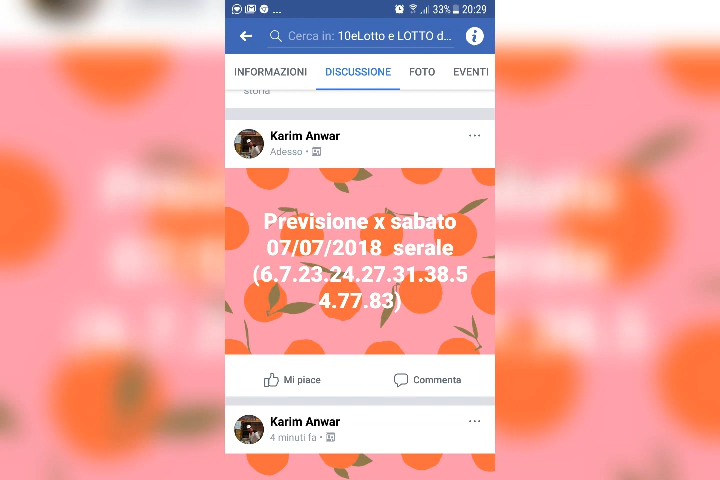 ... 33% 20:29
Cerca in: 10eLotto e LOTTO d...
INFORMAZIONI DISCUSSIONE FOTO EVENTI
storia
Karim Anwar
Adesso •
Previsione x sabato
07/07/2018 serale
(6.7.23.24.27.31.38.5
4.77.83)
Mi piace Commenta
Karim Anwar
4 minuti fa •